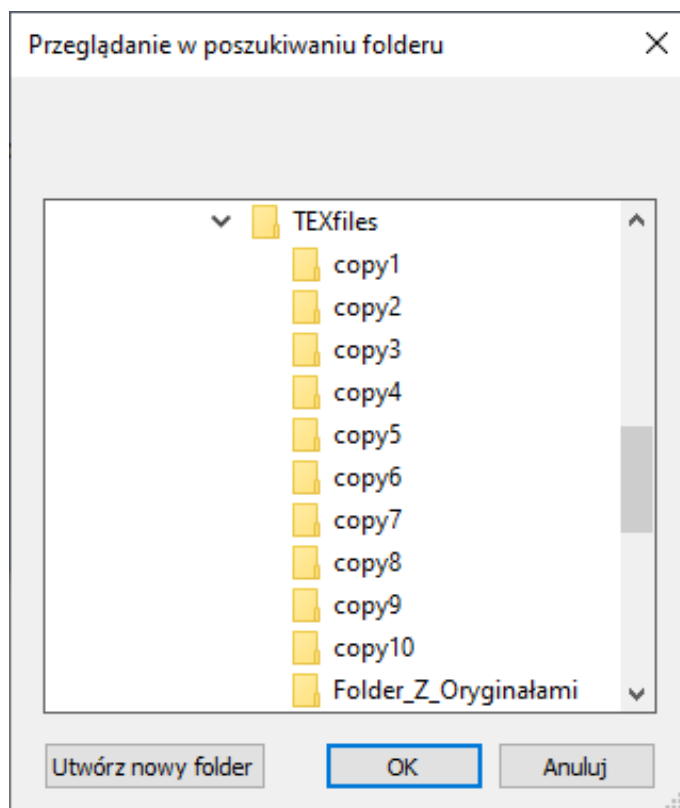 Przeglądanie w poszukiwaniu folderu
TEXfiles
copy1
copy2
copy3
copy4
copy5
copy6
copy7
copy8
copy9
copy10
Folder_Z_Oryginałami
Utwórz nowy folder
OK
Anuluj